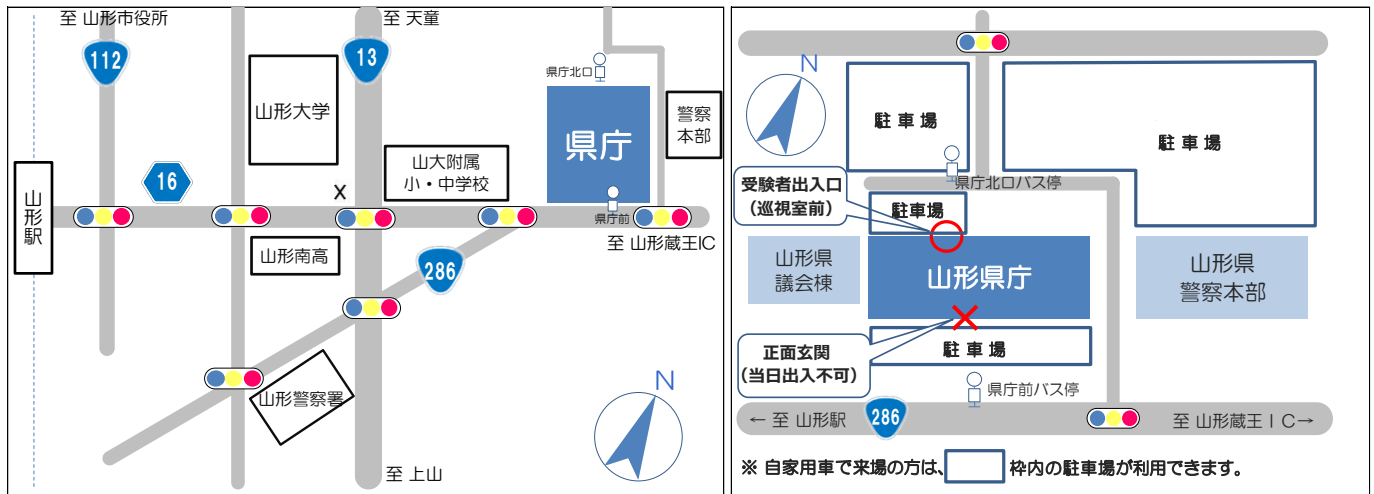 至 山形市役所
至 天童
112
13
県庁北口
山形大学
県庁
警察
本部
山大附属
小・中学校
16
X
山形駅
県庁前
山形南高
至 山形蔵王IC
286
山形警察署
N
至 上山
N
駐 車 場
駐 車 場
受験者出入口
(巡視室前)
県庁北口バス停
駐車場
山形県
議会棟
山形県庁
山形県
警察本部
正面玄関
(当日出入不可)
駐 車 場
県庁前バス停
← 至 山形駅
286
至 山形蔵王IC→
※ 自家用車で来場の方は、 枠内の駐車場が利用できます。